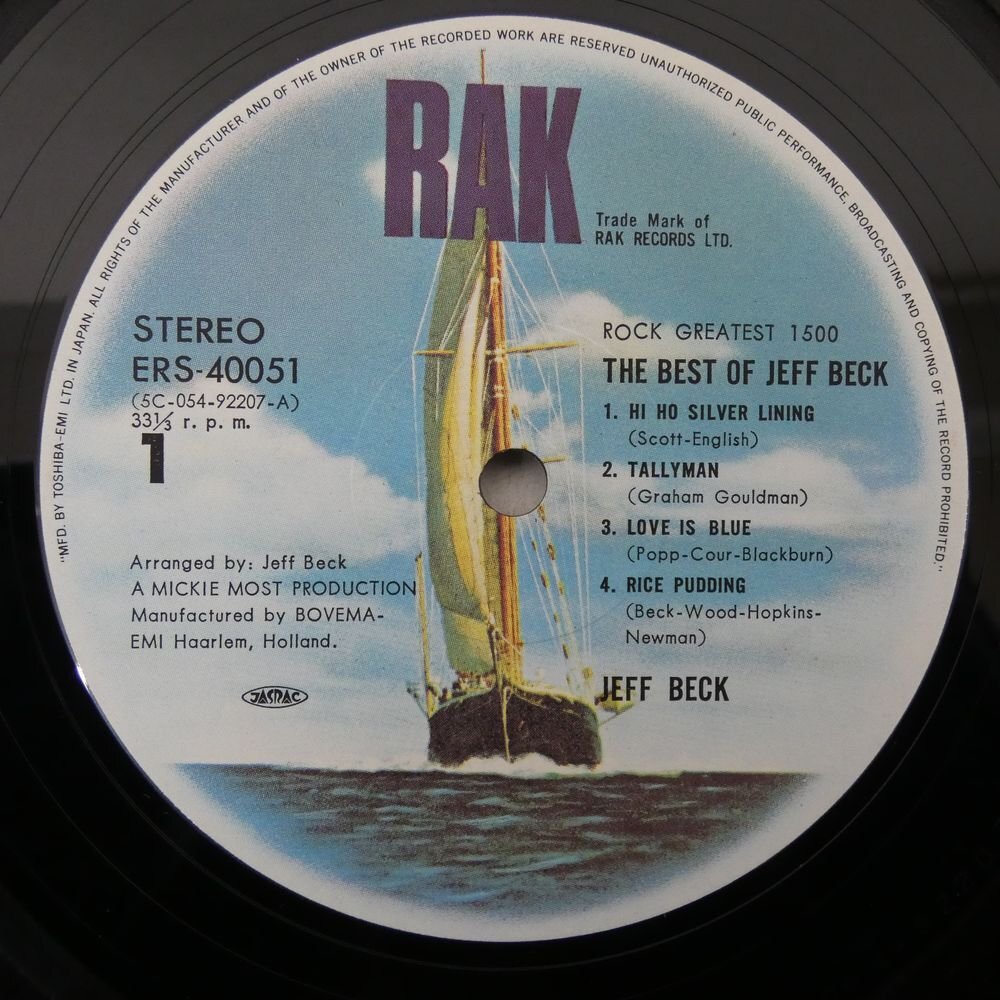 "MFD. BY TOSHIBA-EMI LTD. IN JAPAN. ALL RIGHTS OF THE MANUFACTURER AND OF THE OWNER OF THE RECORDED WORK ARE RESERVED UNAUTHORIZED PUBLIC PERFORMANCE, BROADCASTING AND COPYING OF THE RECORD PROHIBITED."
RAK
Trade Mark of
RAK RECORDS LTD.
STEREO
ERS-40051
(5C-054-92207-A)
33⅓ r. p. m.
1
ROCK GREATEST 1500
THE BEST OF JEFF BECK
1. HI HO SILVER LINING
(Scott-English)
2. TALLYMAN
(Graham Gouldman)
3. LOVE IS BLUE
(Popp-Cour-Blackburn)
4. RICE PUDDING
(Beck-Wood-Hopkins-
Newman)
JEFF BECK
Arranged by: Jeff Beck
A MICKIE MOST PRODUCTION
Manufactured by BOVEMA-
EMI Haarlem, Holland.
JASRAC